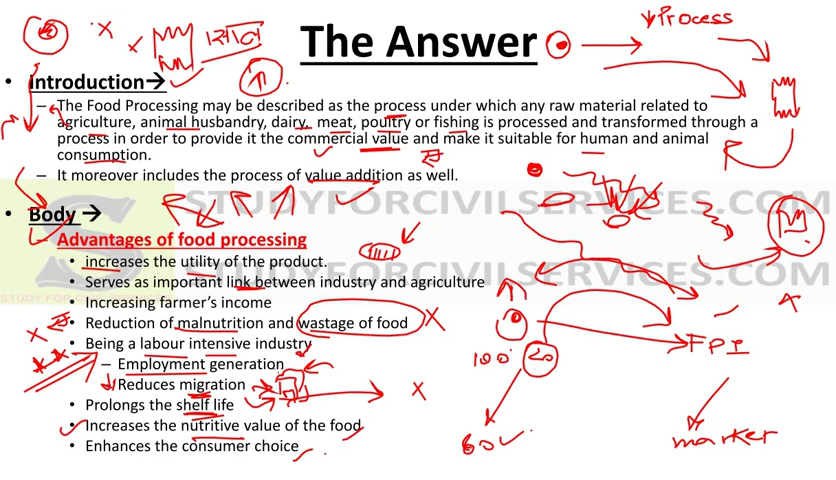 The Answer
↓Process
• Introduction→
– The Food Processing may be described as the process under which any raw material related to
agriculture, animal husbandry, dairy, meat, poultry or fishing is processed and transformed through a
process in order to provide it the commercial value and make it suitable for human and animal
consumption.
– It moreover includes the process of value addition as well.
STUDYFORCIVILSERVICES.COM
• Body →
Advantages of food processing
• increases the utility of the product.
STUDYFORCIVILSERVICES.COM
• Serves as important link between industry and agriculture
• Increasing farmer's income
• Reduction of malnutrition and wastage of food
• Being a labour intensive industry
– Employment generation
– Reduces migration
• Prolongs the shelf life
• Increases the nutritive value of the food
• Enhances the consumer choice
FPI
100
20
80
market